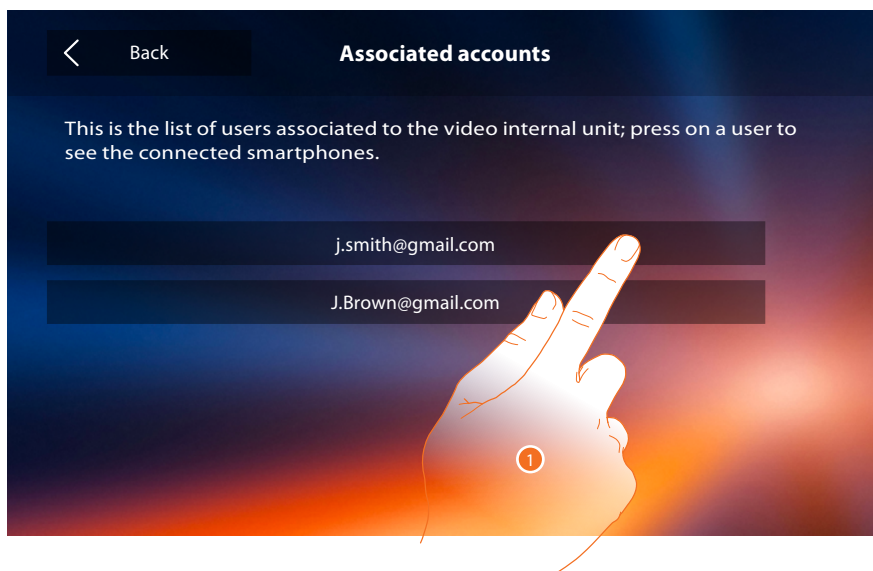 Back
Associated accounts
This is the list of users associated to the video internal unit; press on a user to
see the connected smartphones.
j.smith@gmail.com
J.Brown@gmail.com
1